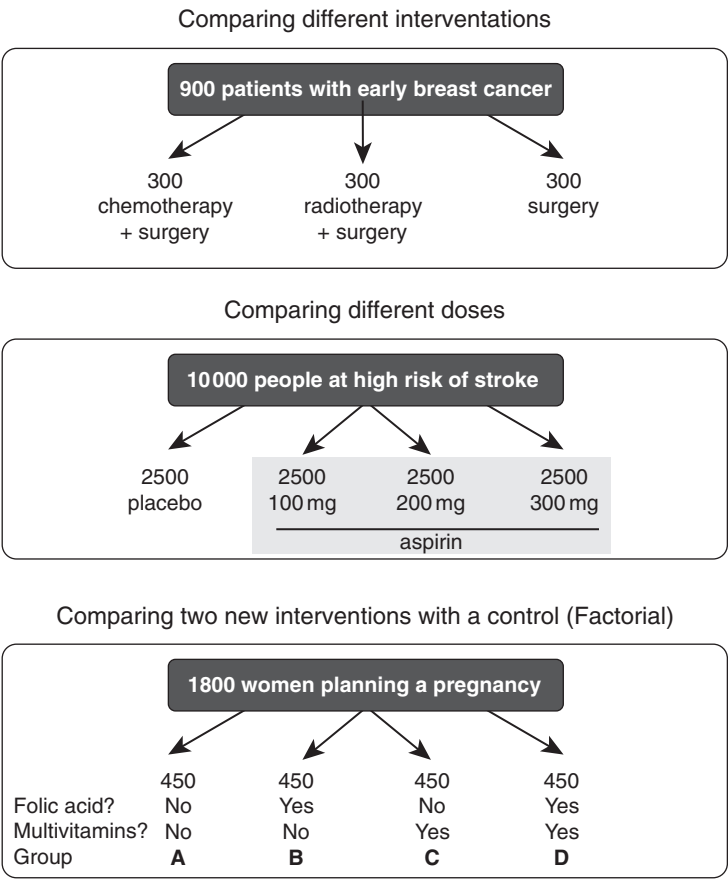 Comparing different interventions
900 patients with early breast cancer
300 300 300
chemotherapy radiotherapy surgery
+ surgery + surgery
Comparing different doses
10 000 people at high risk of stroke
2500 2500 2500 2500
placebo 100 mg 200 mg 300 mg
aspirin
Comparing two new interventions with a control (Factorial)
1800 women planning a pregnancy
450 450 450 450
Folic acid? No Yes No Yes
Multivitamins? No No Yes Yes
Group A B C D